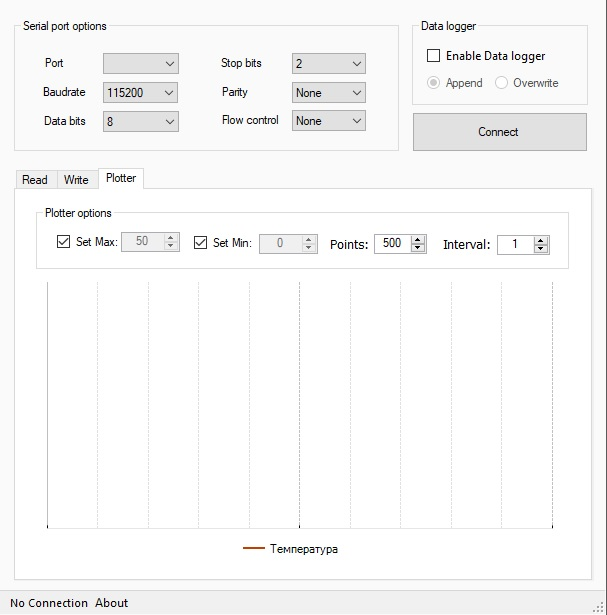 Serial port options
Data logger
Port
Stop bits 2
Enable Data logger
Baudrate 115200
Parity None
Append Overwrite
Data bits 8
Flow control None
Connect
Read Write Plotter
Plotter options
Set Max: 50 Set Min: 0 Points: 500 Interval: 1
Температура
No Connection About